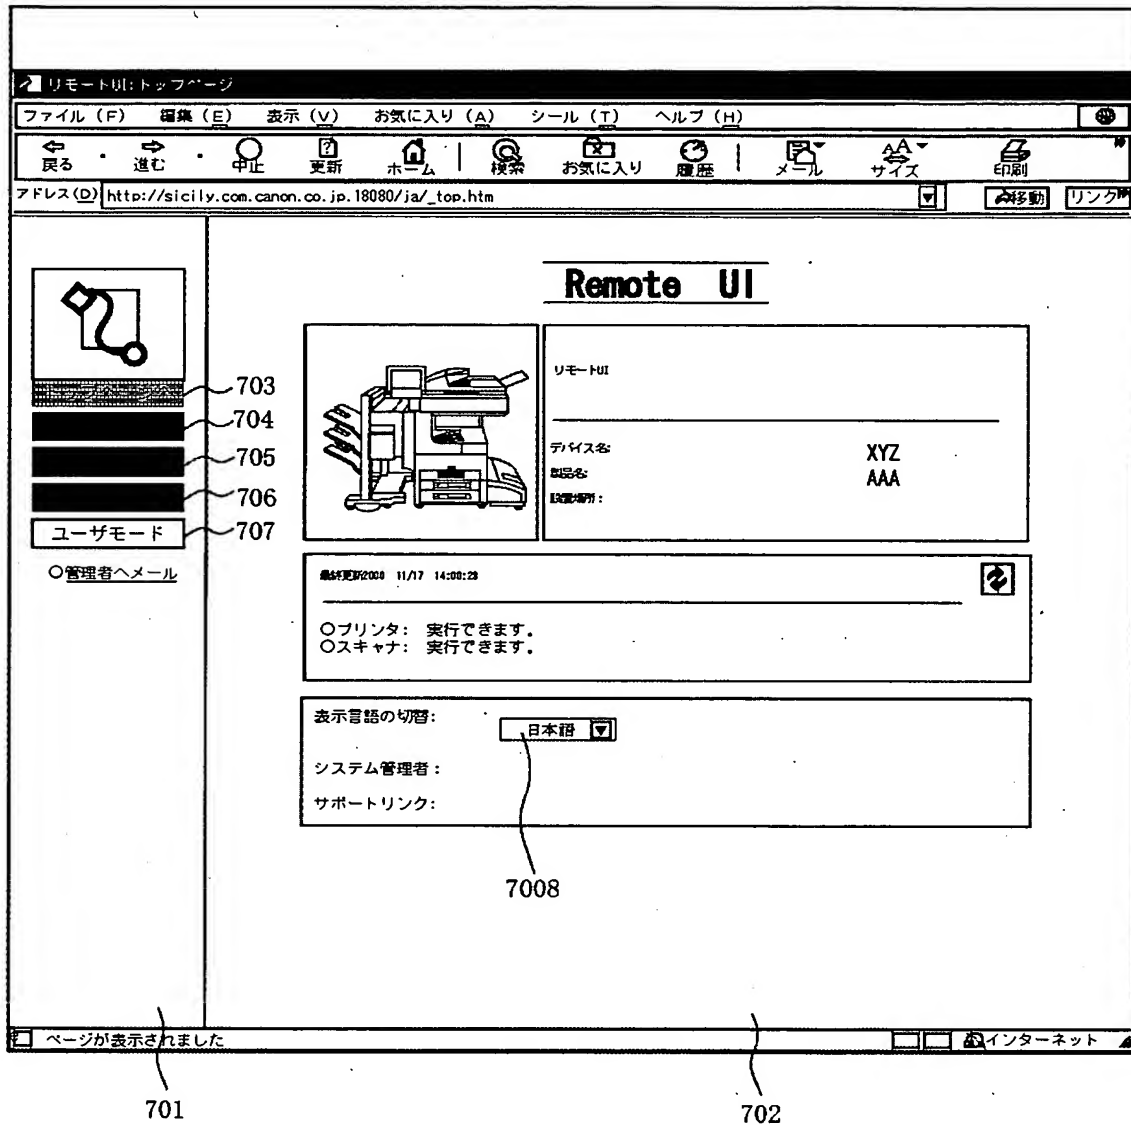 リモートUI:トップページ
ファイル (F) 編集 (E) 表示 (V) お気に入り (A) シール (T) ヘルプ (H)
戻る 進む 中止 更新 ホーム 検索 お気に入り 履歴 メール サイズ 印刷
アドレス(D) http://sicily.com.canon.co.jp.18080/ja/_top.htm 移動 リンク
Remote UI
リモートUI
703
704
デバイス名: XYZ
705
製品名: AAA
706
設置場所:
ユーザモード 707
○管理者へメール
最終更新2000 11/17 14:00:28
○プリンタ: 実行できます.
○スキャナ: 実行できます.
表示言語の切替: 日本語
システム管理者:
サポートリンク:
7008
ページが表示されました インターネット
701 702